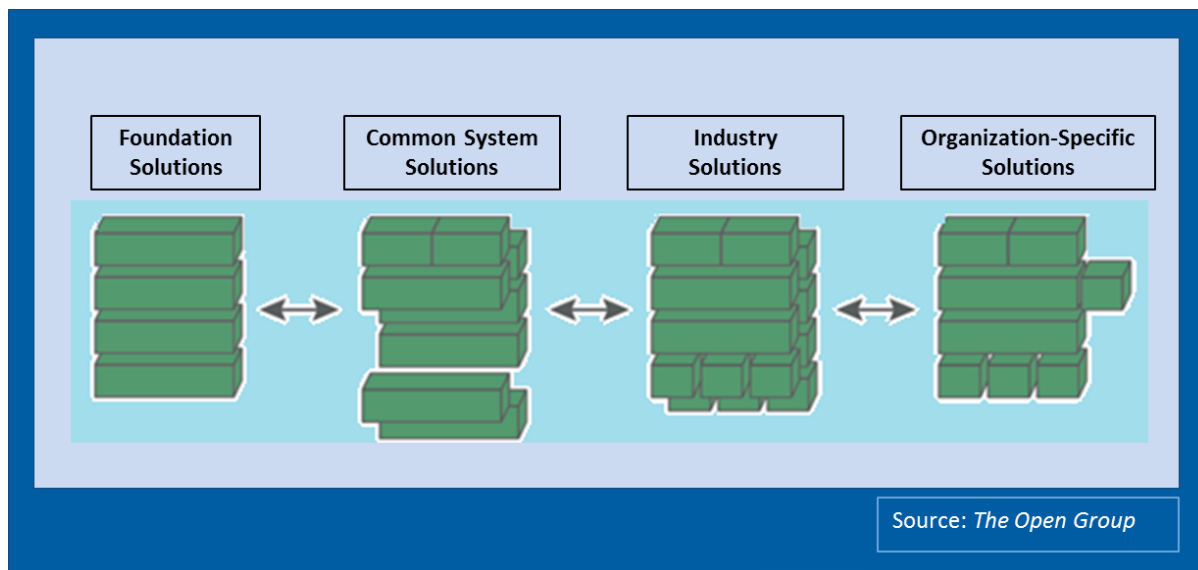 Foundation
Solutions
Common System
Solutions
Industry
Solutions
Organization-Specific
Solutions
Source: The Open Group